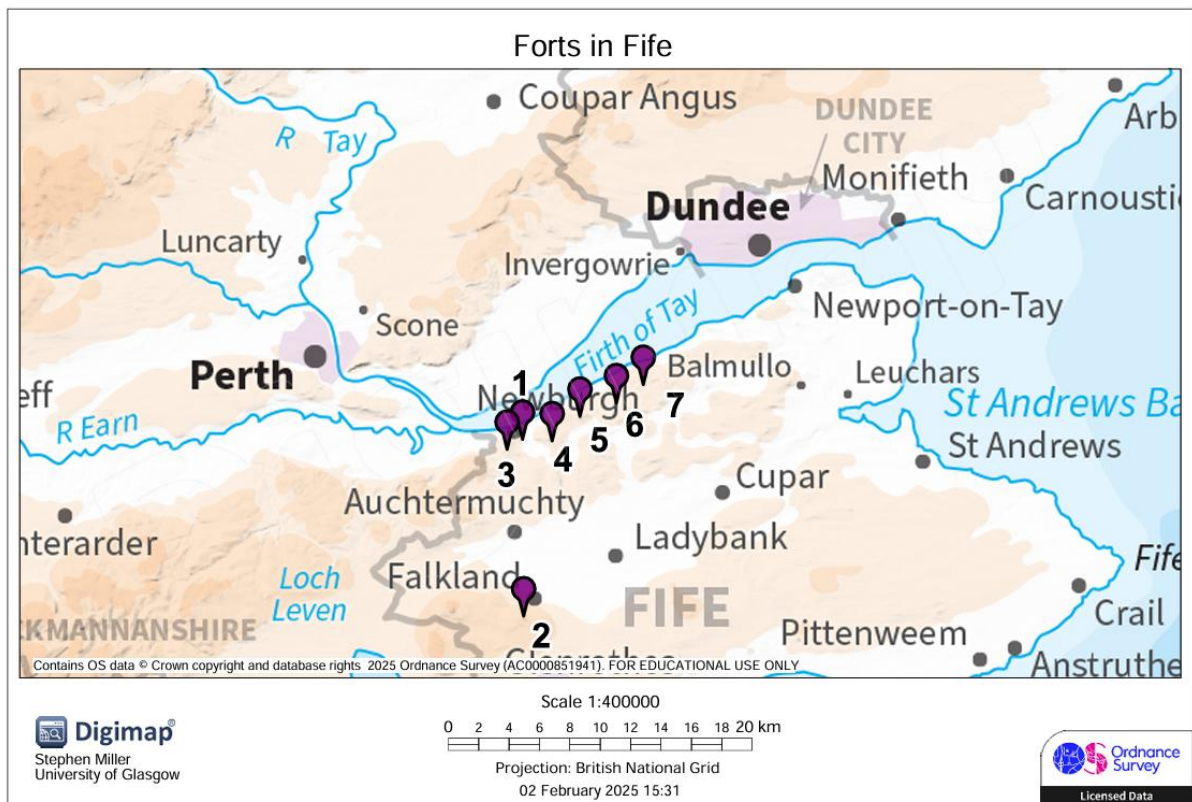 Forts in Fife
Coupar Angus
DUNDEE
CITY
R Tay
Arb
Monifieth
Carnousti
Dundee
Luncarty
Invergowrie
Newport-on-Tay
Scone
Firth of Tay
Perth
Balmullo
Leuchars
eff
1
Newburgh
7
St Andrews Ba
R Earn
6
5
St Andrews
4
3
Cupar
Auchtermuchty
Ladybank
nterarder
Fife
Loch
Leven
Falkland
FIFE
Crail
KMANNANSHIRE
2
Pittenweem
Anstruthe
Glenrothes
Contains OS data © Crown copyright and database rights 2025 Ordnance Survey (AC0000851941). FOR EDUCATIONAL USE ONLY
Scale 1:400000
0 2 4 6 8 10 12 14 16 18 20 km
Projection: British National Grid
02 February 2025 15:31
Digimap®
Stephen Miller
University of Glasgow
OS Ordnance
Survey
Licensed Data